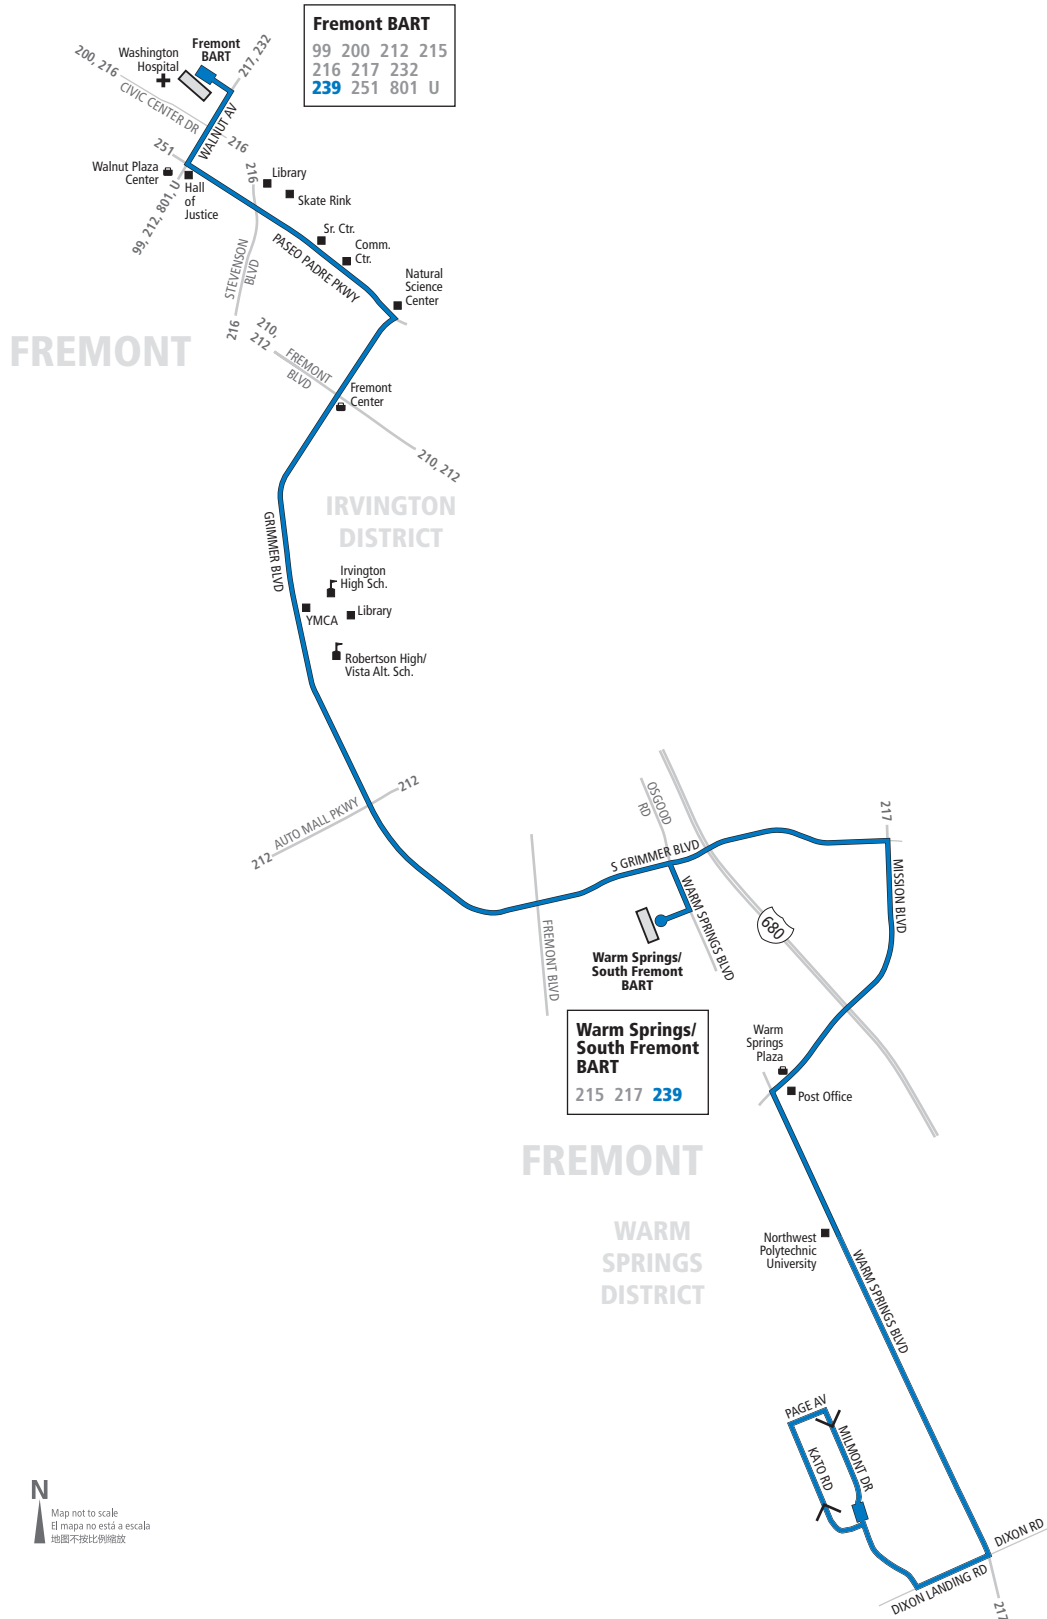 Fremont BART
99 200 212 215
216 217 232
239 251 801 U
Washington
Hospital
Fremont
BART
217, 232
200, 216
CIVIC CENTER DR
WALNUT AV
216
251
Walnut Plaza
Center
Hall
of
Justice
99, 212, 801, U
216
Library
Skate Rink
Sr. Ctr.
Comm.
Ctr.
PASEO PADRE PKWY
STEVENSON
BLVD
216
Natural
Science
Center
FREMONT
210,
212
FREMONT
BLVD
Fremont
Center
210, 212
IRVINGTON
DISTRICT
GRIMMER BLVD
Irvington
High Sch.
YMCA
Library
Robertson High/
Vista Alt. Sch.
212
AUTO MALL PKWY
212
OSGOOD
RD
217
S GRIMMER BLVD
MISSION BLVD
WARM SPRINGS BLVD
680
FREMONT BLVD
Warm Springs/
South Fremont
BART
Warm Springs/
South Fremont
BART
215 217 239
Warm
Springs
Plaza
Post Office
FREMONT
WARM
SPRINGS
DISTRICT
Northwest
Polytechnic
University
WARM SPRINGS BLVD
PAGE AV
KATO RD
MILMONT DR
DIXON RD
DIXON LANDING RD
217
N
Map not to scale
El mapa no está a escala
地图不按比例缩放